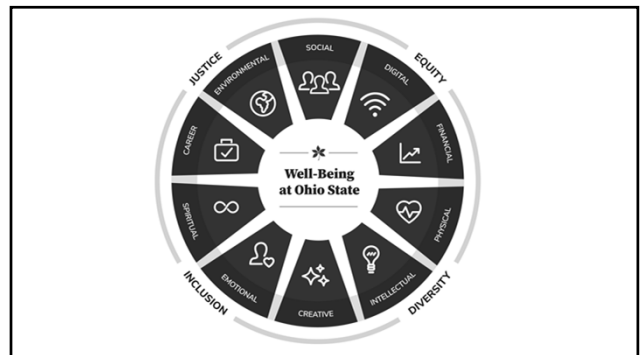 SOCIAL
DIGITAL
FINANCIAL
PHYSICAL
INTELLECTUAL
CREATIVE
EMOTIONAL
SPIRITUAL
CAREER
ENVIRONMENTAL
JUSTICE
EQUITY
DIVERSITY
INCLUSION
Well-Being
at Ohio State